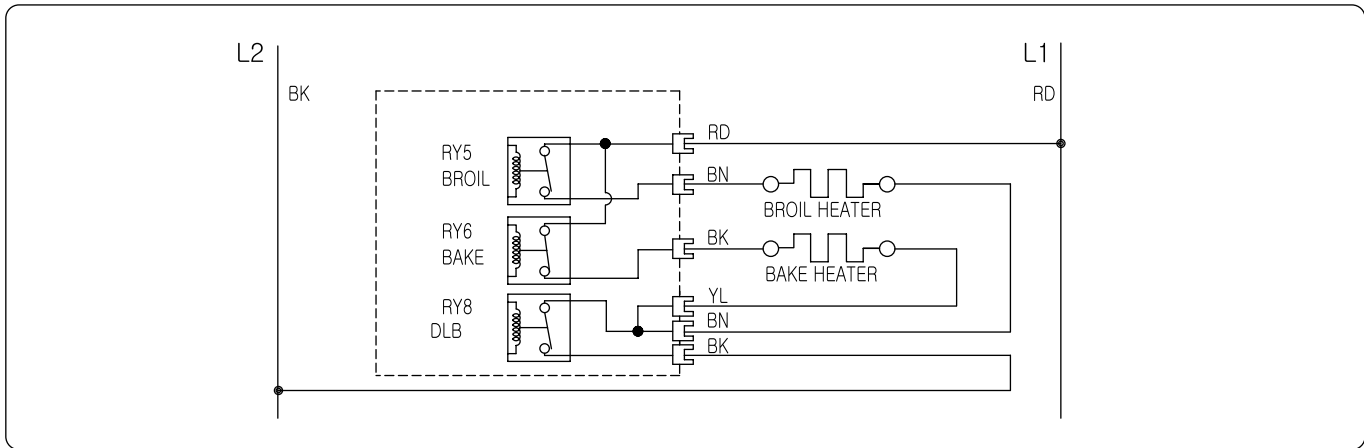 L2
L1
BK
RD
RY5
BROIL
RD
BN
BROIL HEATER
RY6
BAKE
BK
BAKE HEATER
RY8
DLB
YL
BN
BK